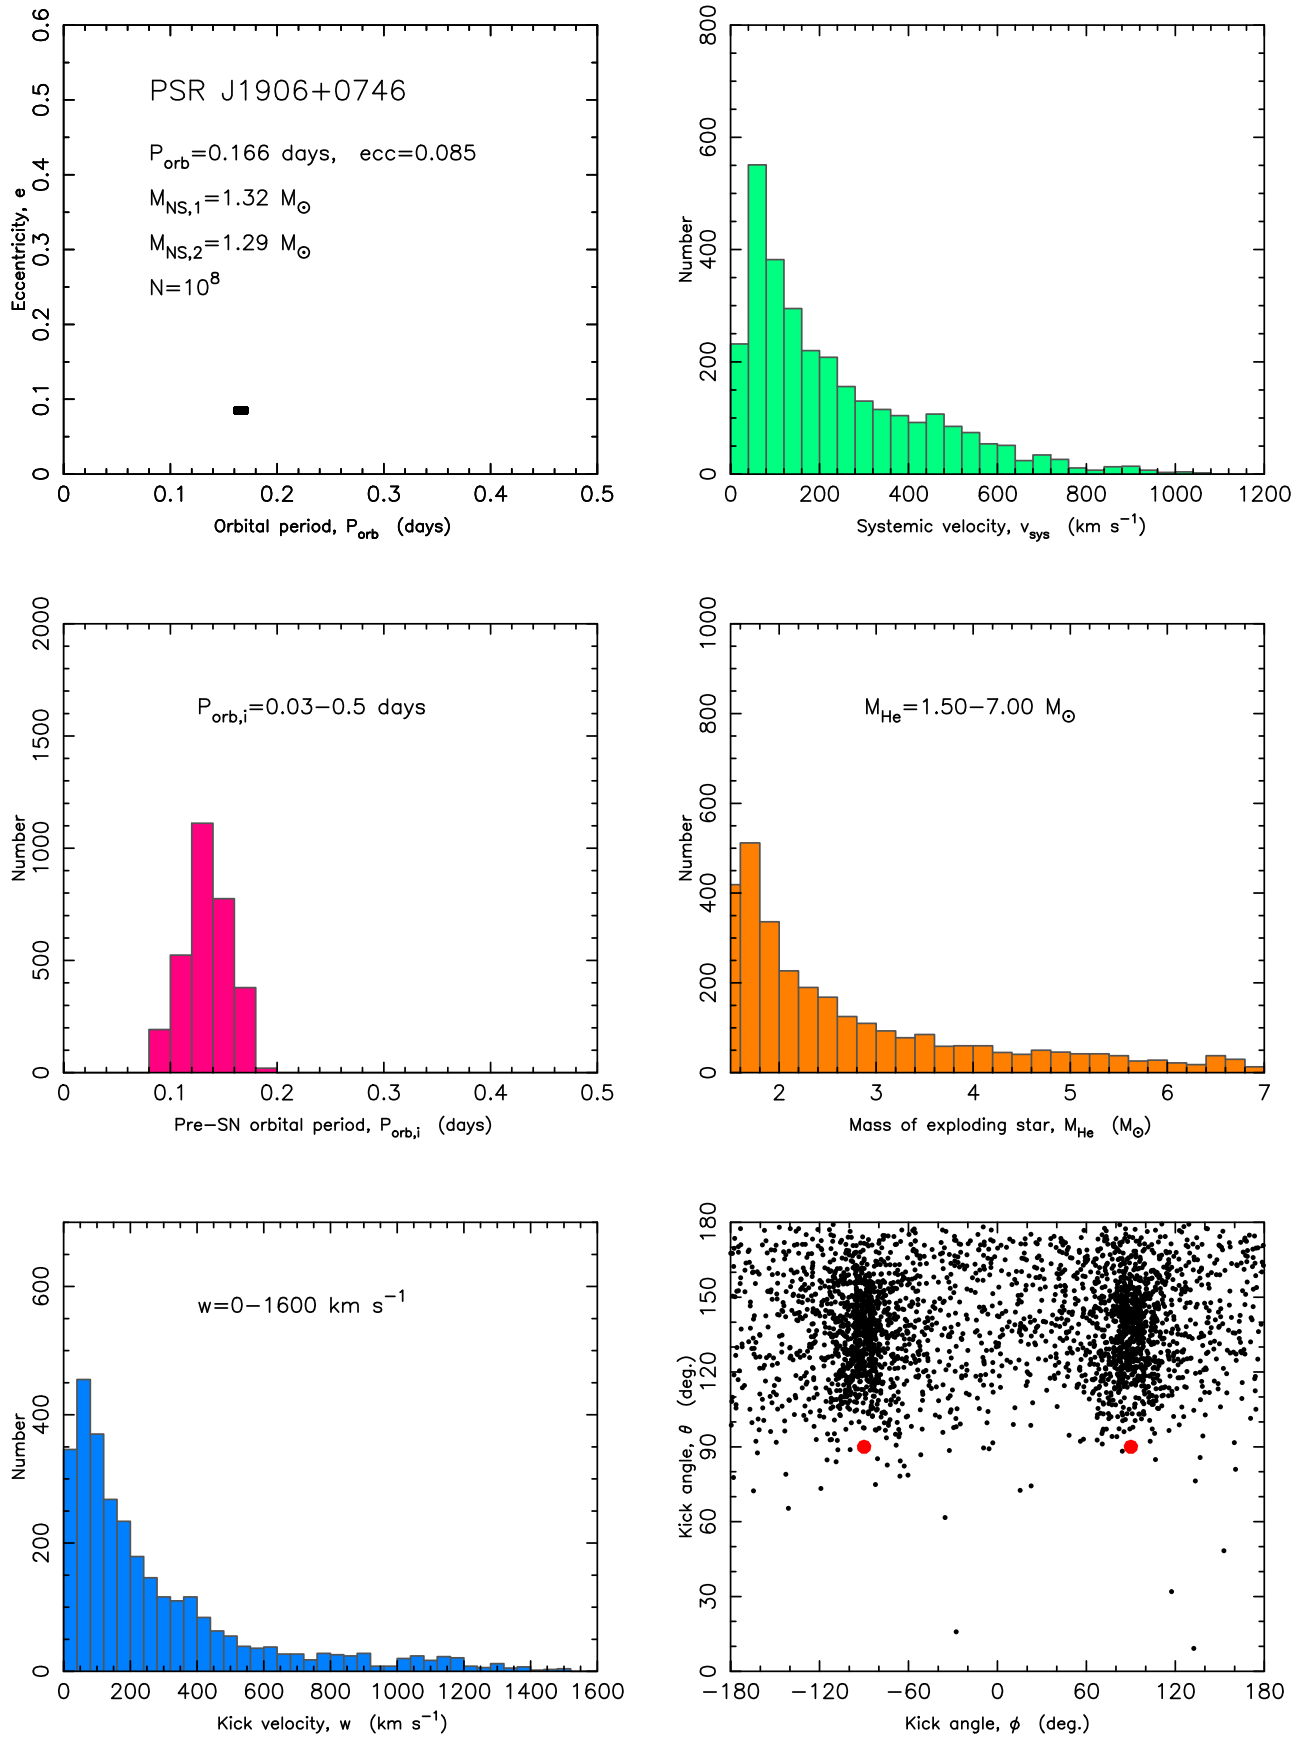 PSR J1906+0746
P_orb=0.166 days, ecc=0.085
M_NS,1=1.32 M_⊙
M_NS,2=1.29 M_⊙
N=10^8
Eccentricity, e
0 0.1 0.2 0.3 0.4 0.5 0.6
0 0.1 0.2 0.3 0.4 0.5
Orbital period, P_orb (days)
Number
0 200 400 600 800
0 200 400 600 800 1000 1200
Systemic velocity, v_sys (km s^−1)
P_orb,i=0.03−0.5 days
Number
0 500 1000 1500 2000
0 0.1 0.2 0.3 0.4 0.5
Pre−SN orbital period, P_orb,i (days)
M_He=1.50−7.00 M_⊙
Number
0 200 400 600 800 1000
2 3 4 5 6 7
Mass of exploding star, M_He (M_⊙)
w=0−1600 km s^−1
Number
0 200 400 600
0 200 400 600 800 1000 1200 1400 1600
Kick velocity, w (km s^−1)
Kick angle, θ (deg.)
0 30 60 90 120 150 180
−180 −120 −60 0 60 120 180
Kick angle, ϕ (deg.)